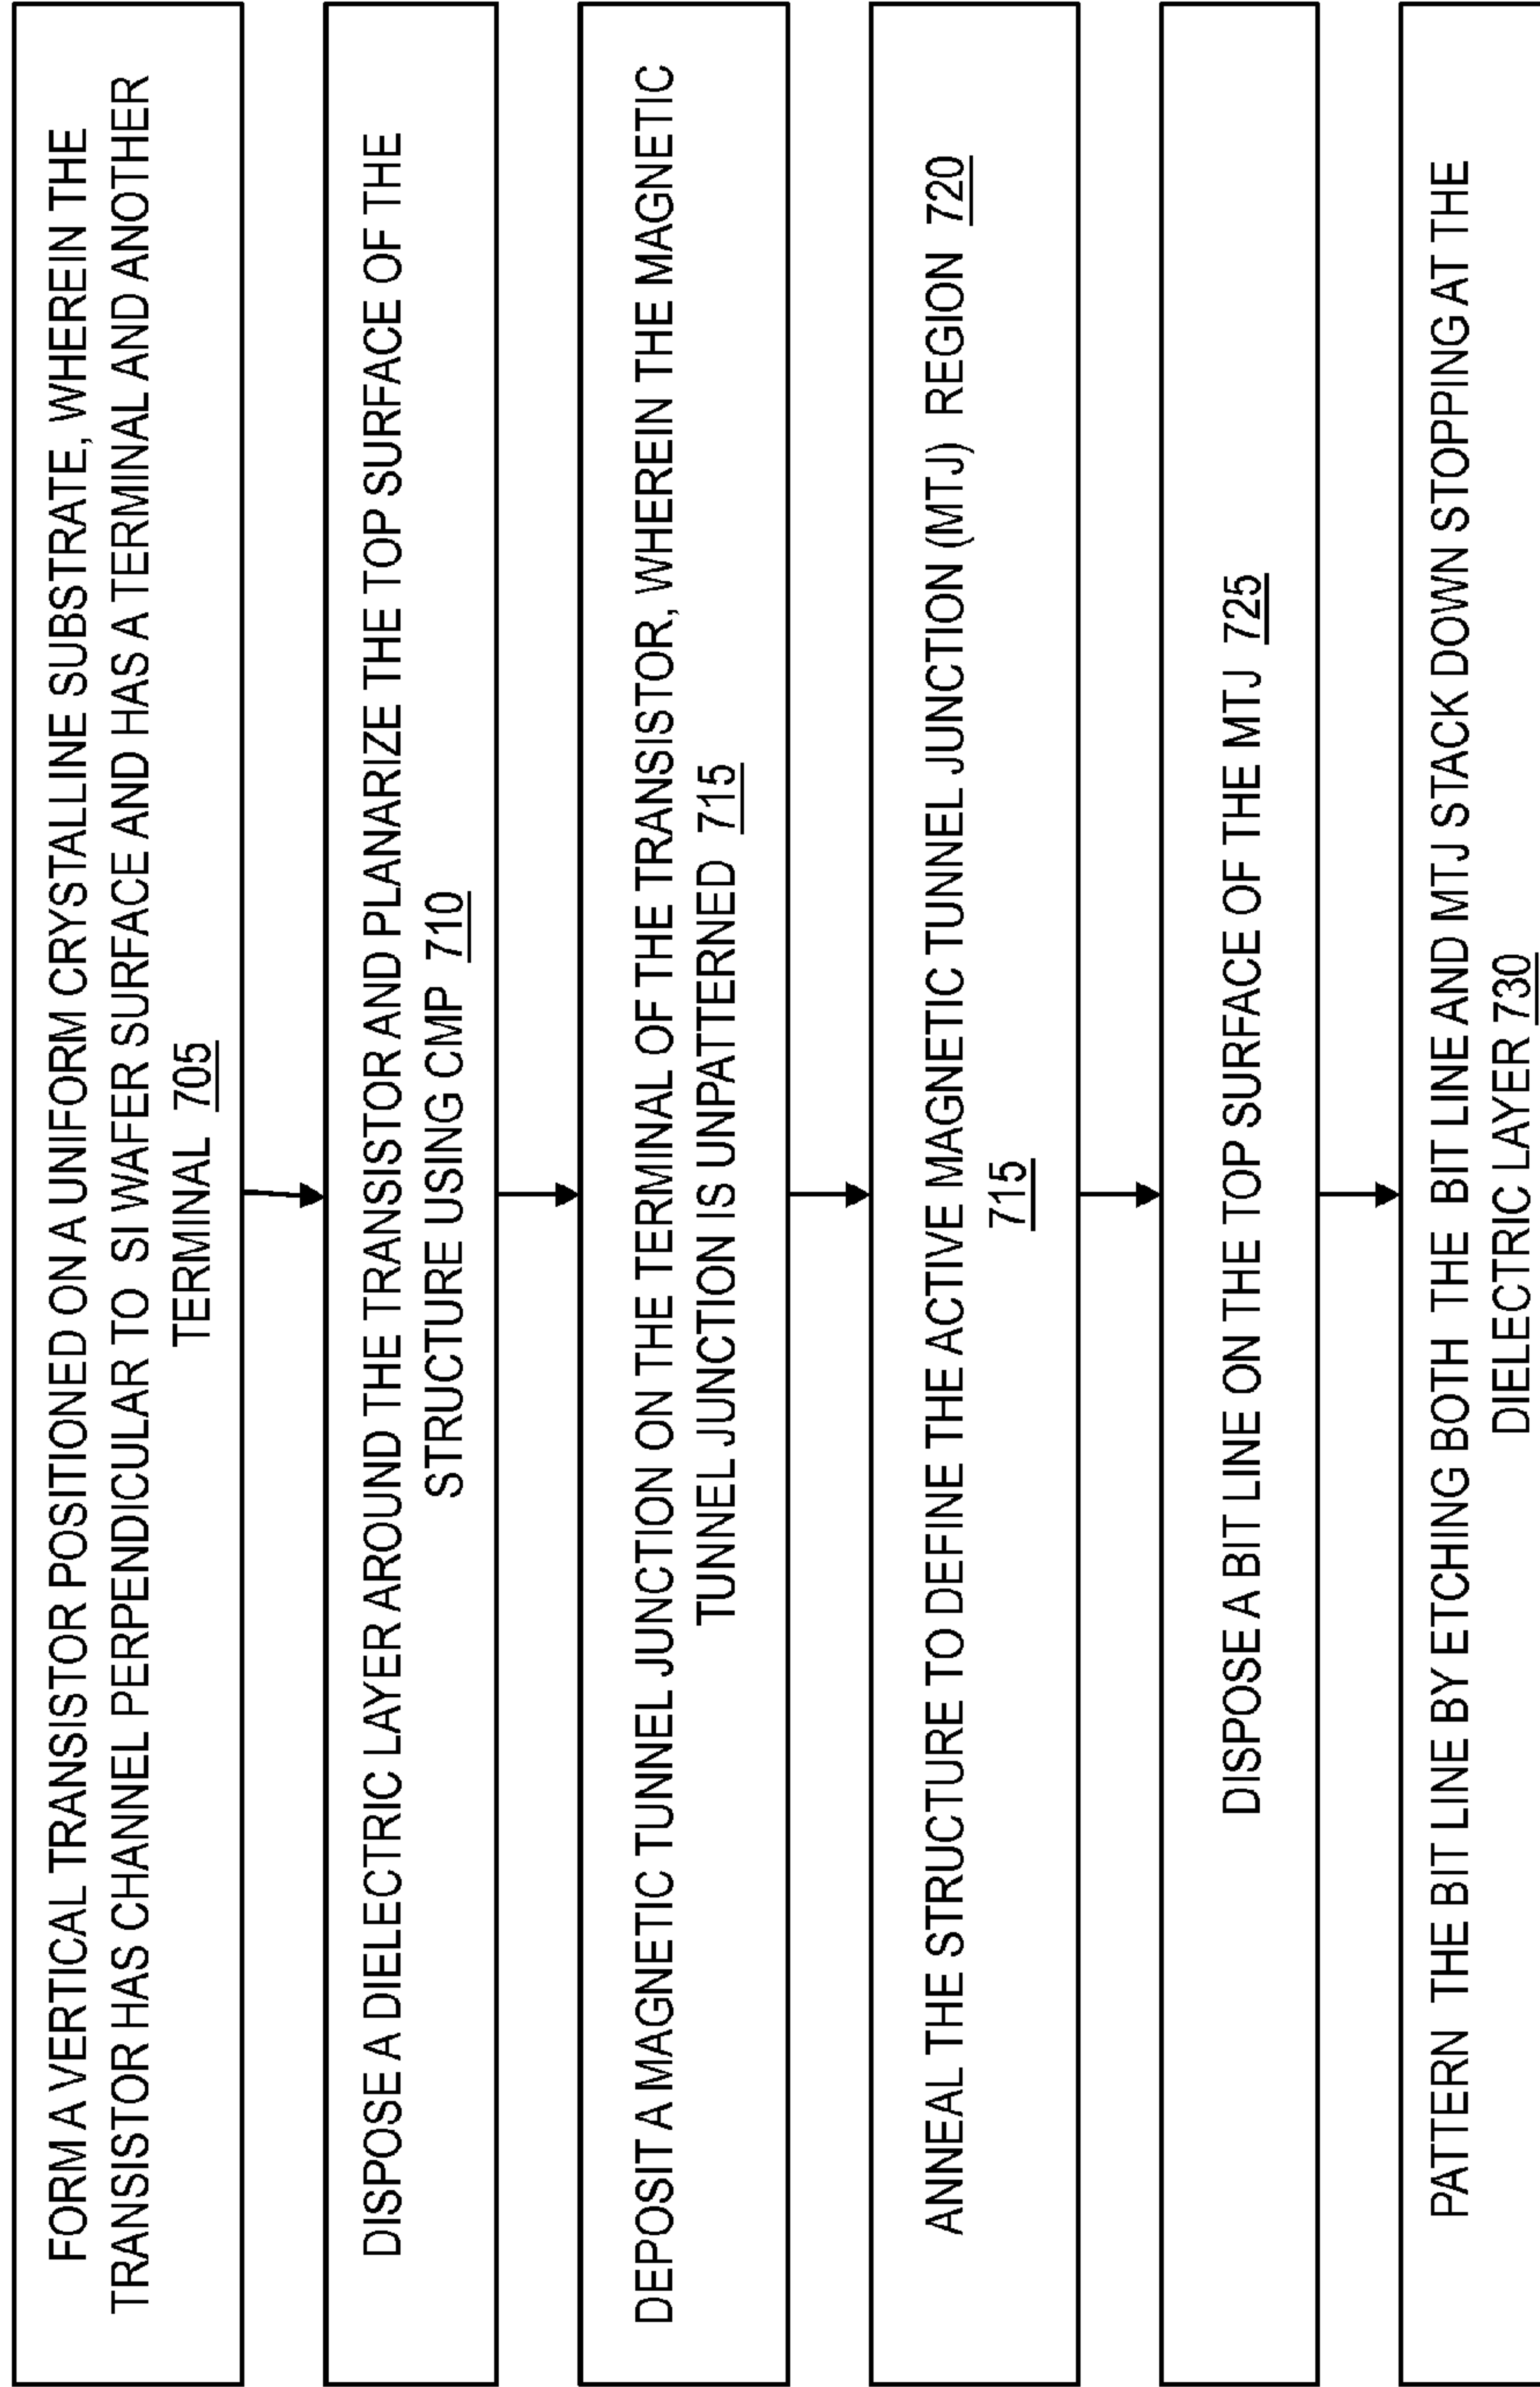 FORM A VERTICAL TRANSISTOR POSITIONED ON A UNIFORM CRYSTALLINE SUBSTRATE, WHEREIN THE
TRANSISTOR HAS CHANNEL PERPENDICULAR TO SI WAFER SURFACE AND HAS A TERMINAL AND ANOTHER
TERMINAL 705
DISPOSE A DIELECTRIC LAYER AROUND THE TRANSISTOR AND PLANARIZE THE TOP SURFACE OF THE
STRUCTURE USING CMP 710
DEPOSIT A MAGNETIC TUNNEL JUNCTION ON THE TERMINAL OF THE TRANSISTOR, WHEREIN THE MAGNETIC
TUNNEL JUNCTION IS UNPATTERNED 715
ANNEAL THE STRUCTURE TO DEFINE THE ACTIVE MAGNETIC TUNNEL JUNCTION (MTJ) REGION 720
715
DISPOSE A BIT LINE ON THE TOP SURFACE OF THE MTJ 725
PATTERN THE BIT LINE BY ETCHING BOTH THE BIT LINE AND MTJ STACK DOWN STOPPING AT THE
DIELECTRIC LAYER 730